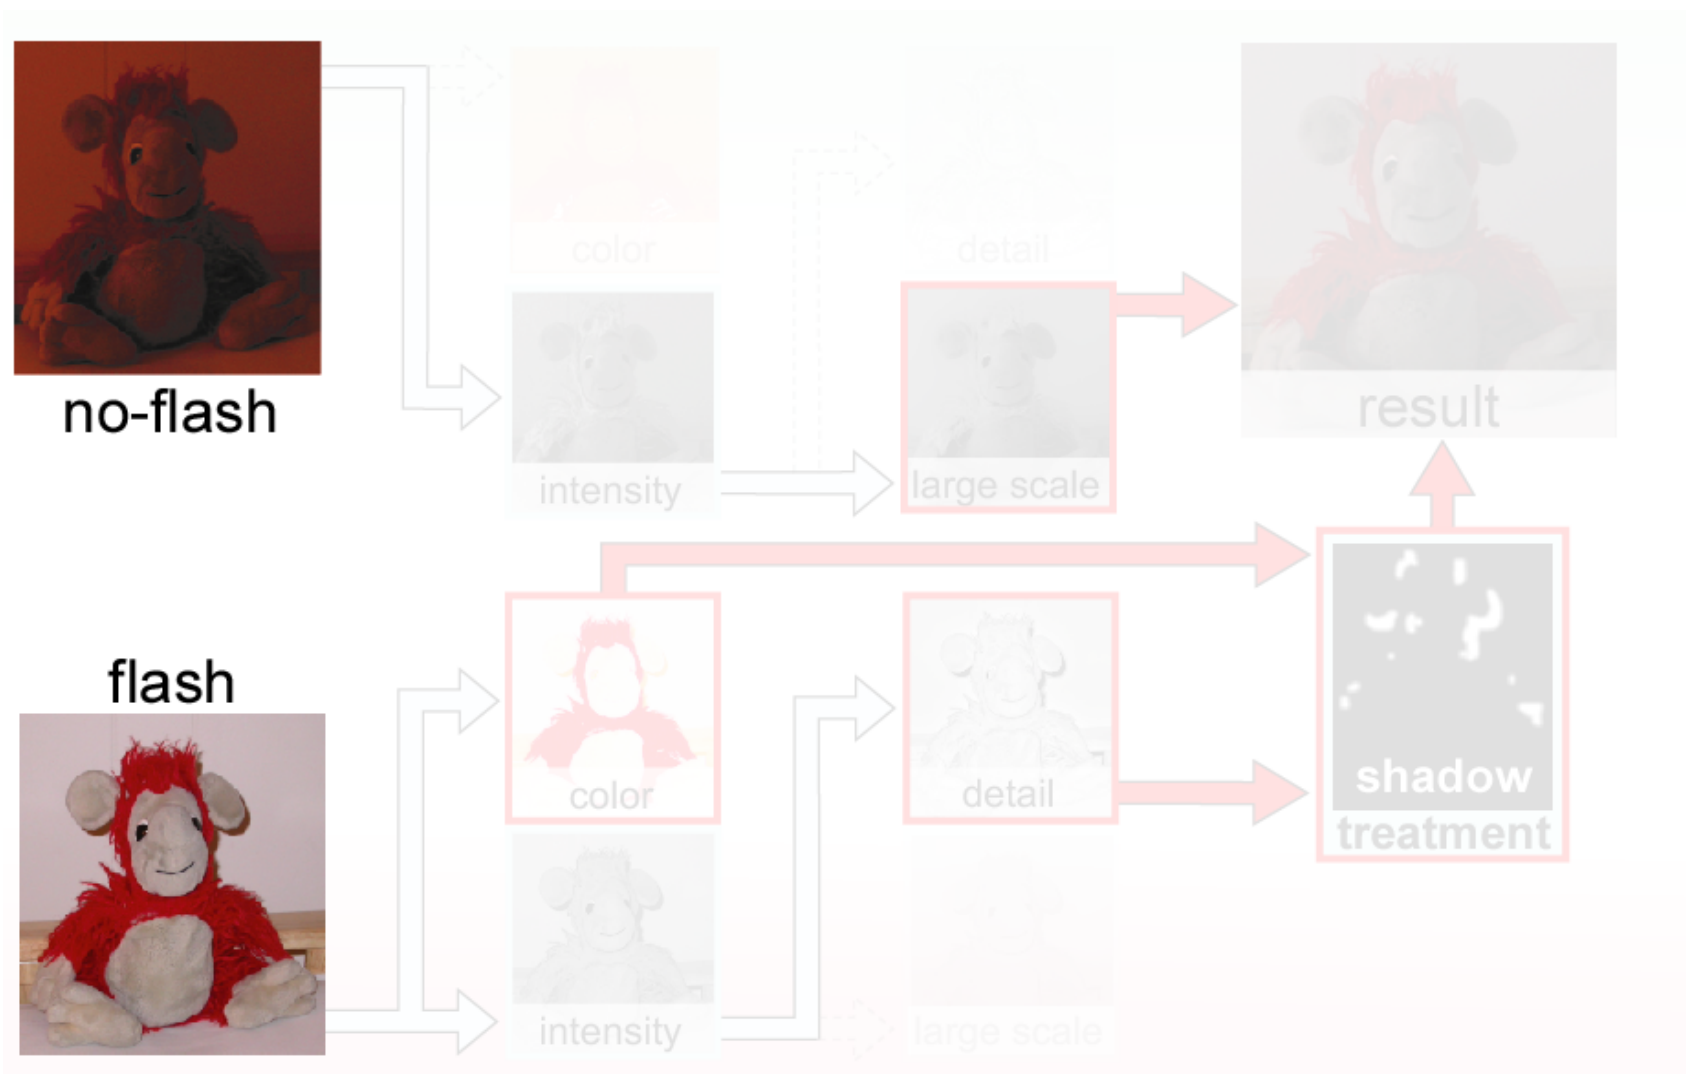 no-flash
color
detail
result
intensity
large scale
flash
color
detail
shadow
treatment
intensity
large scale